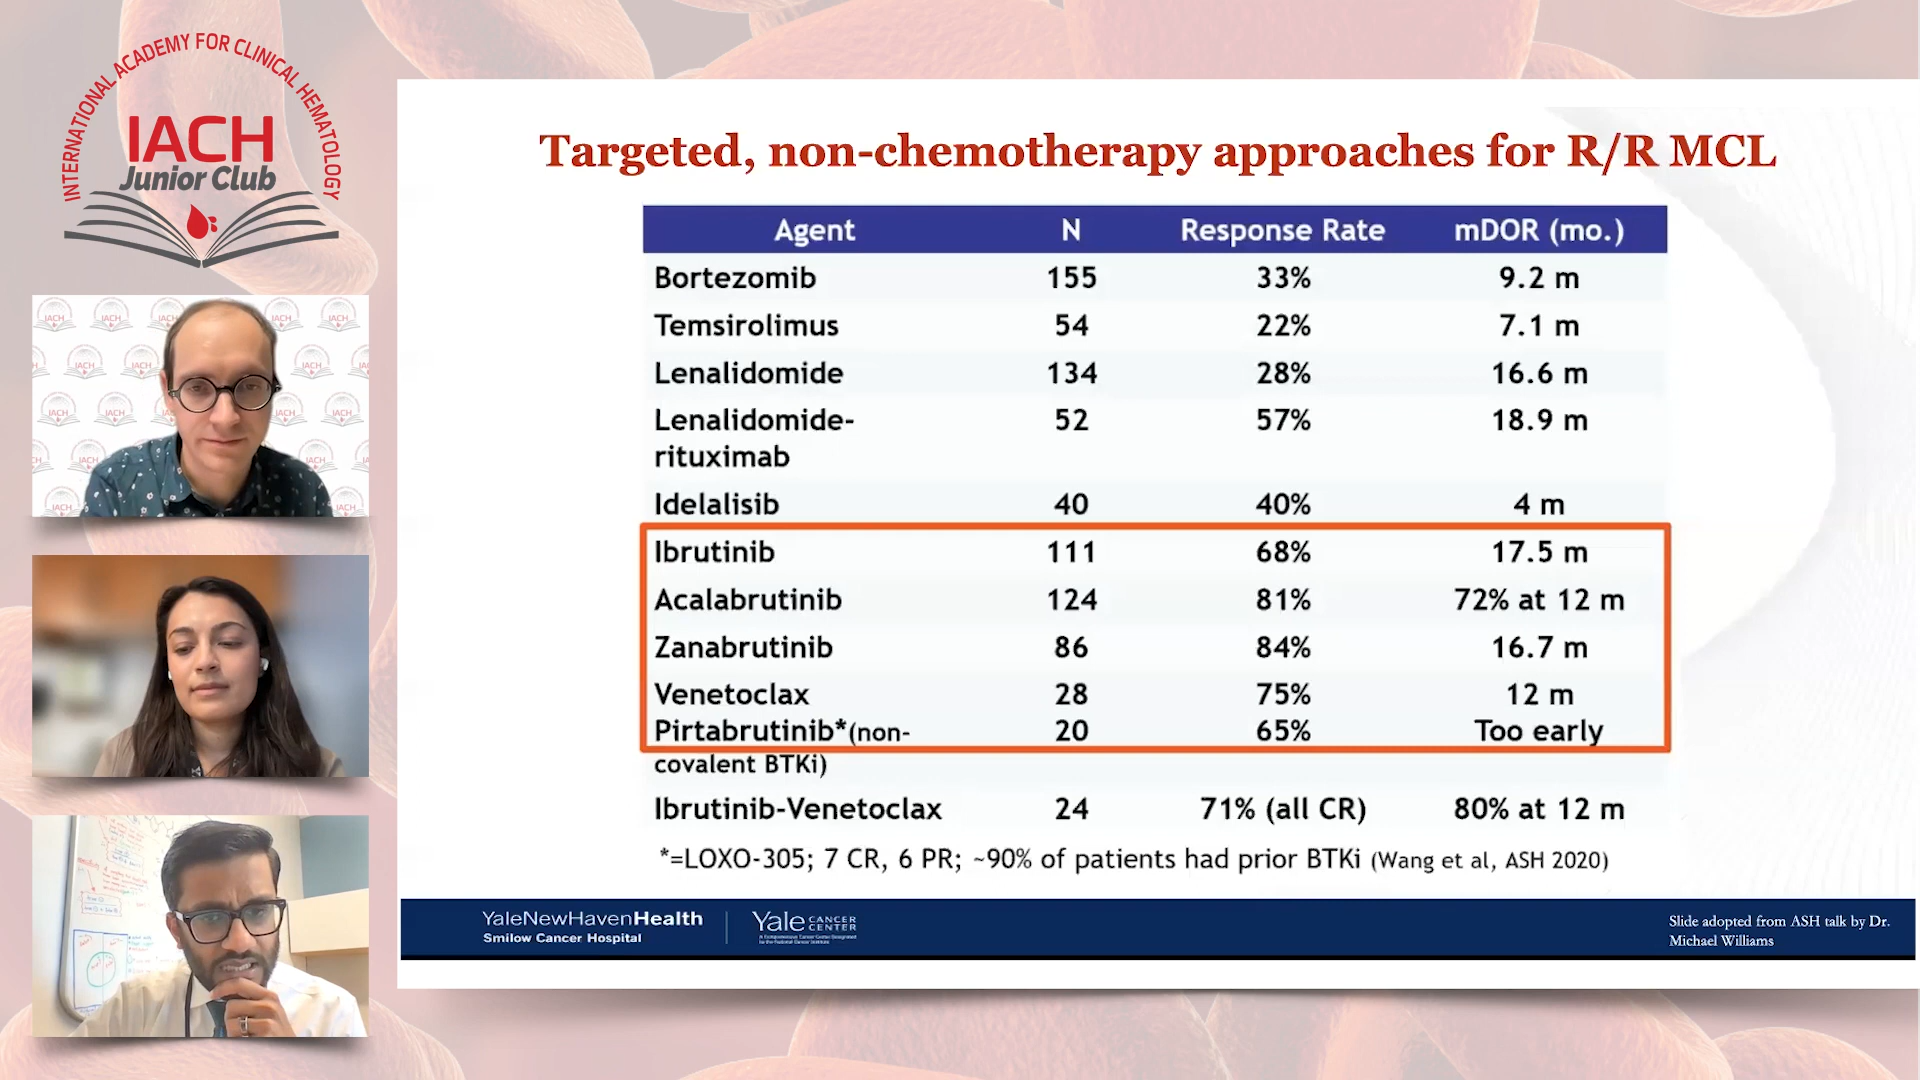 INTERNATIONAL ACADEMY FOR CLINICAL HEMATOLOGY
IACH
Junior Club
Targeted, non-chemotherapy approaches for R/R MCL
Agent N Response Rate mDOR (mo.)
Bortezomib 155 33% 9.2 m
Temsirolimus 54 22% 7.1 m
Lenalidomide 134 28% 16.6 m
Lenalidomide- 52 57% 18.9 m
rituximab
Idelalisib 40 40% 4 m
Ibrutinib 111 68% 17.5 m
Acalabrutinib 124 81% 72% at 12 m
Zanabrutinib 86 84% 16.7 m
Venetoclax 28 75% 12 m
Pirtabrutinib*(non- 20 65% Too early
covalent BTKi)
Ibrutinib-Venetoclax 24 71% (all CR) 80% at 12 m
*=LOXO-305; 7 CR, 6 PR; ~90% of patients had prior BTKi (Wang et al, ASH 2020)
YaleNewHavenHealth
Smilow Cancer Hospital
Yale CANCER
CENTER
Slide adopted from ASH talk by Dr.
Michael Williams